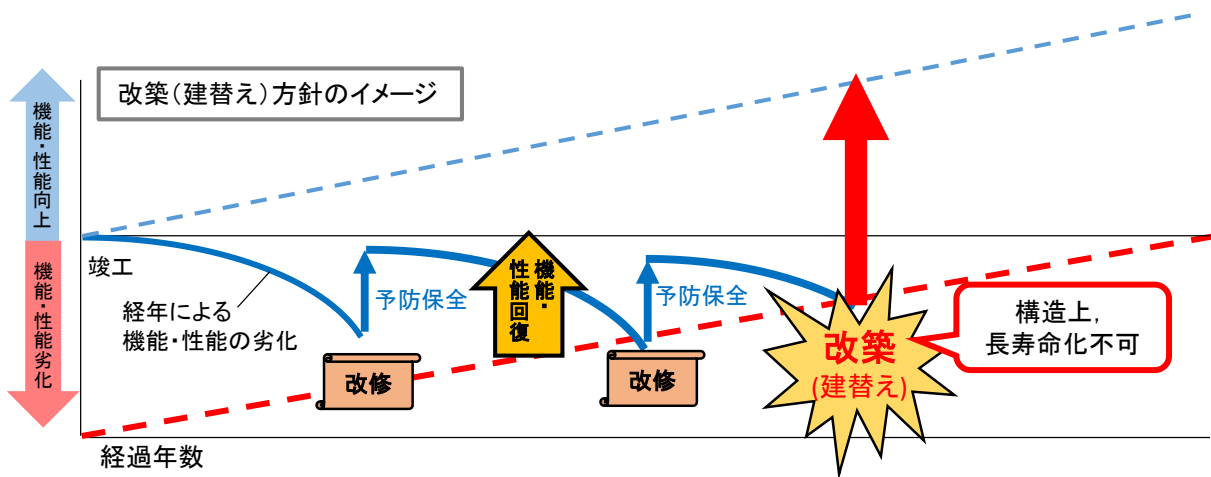 改築(建替え)方針のイメージ
機能・性能向上
機能・性能劣化
竣工
経年による
機能・性能の劣化
予防保全
改修
機能・
性能回復
予防保全
改修
改築
(建替え)
構造上,
長寿命化不可
経過年数